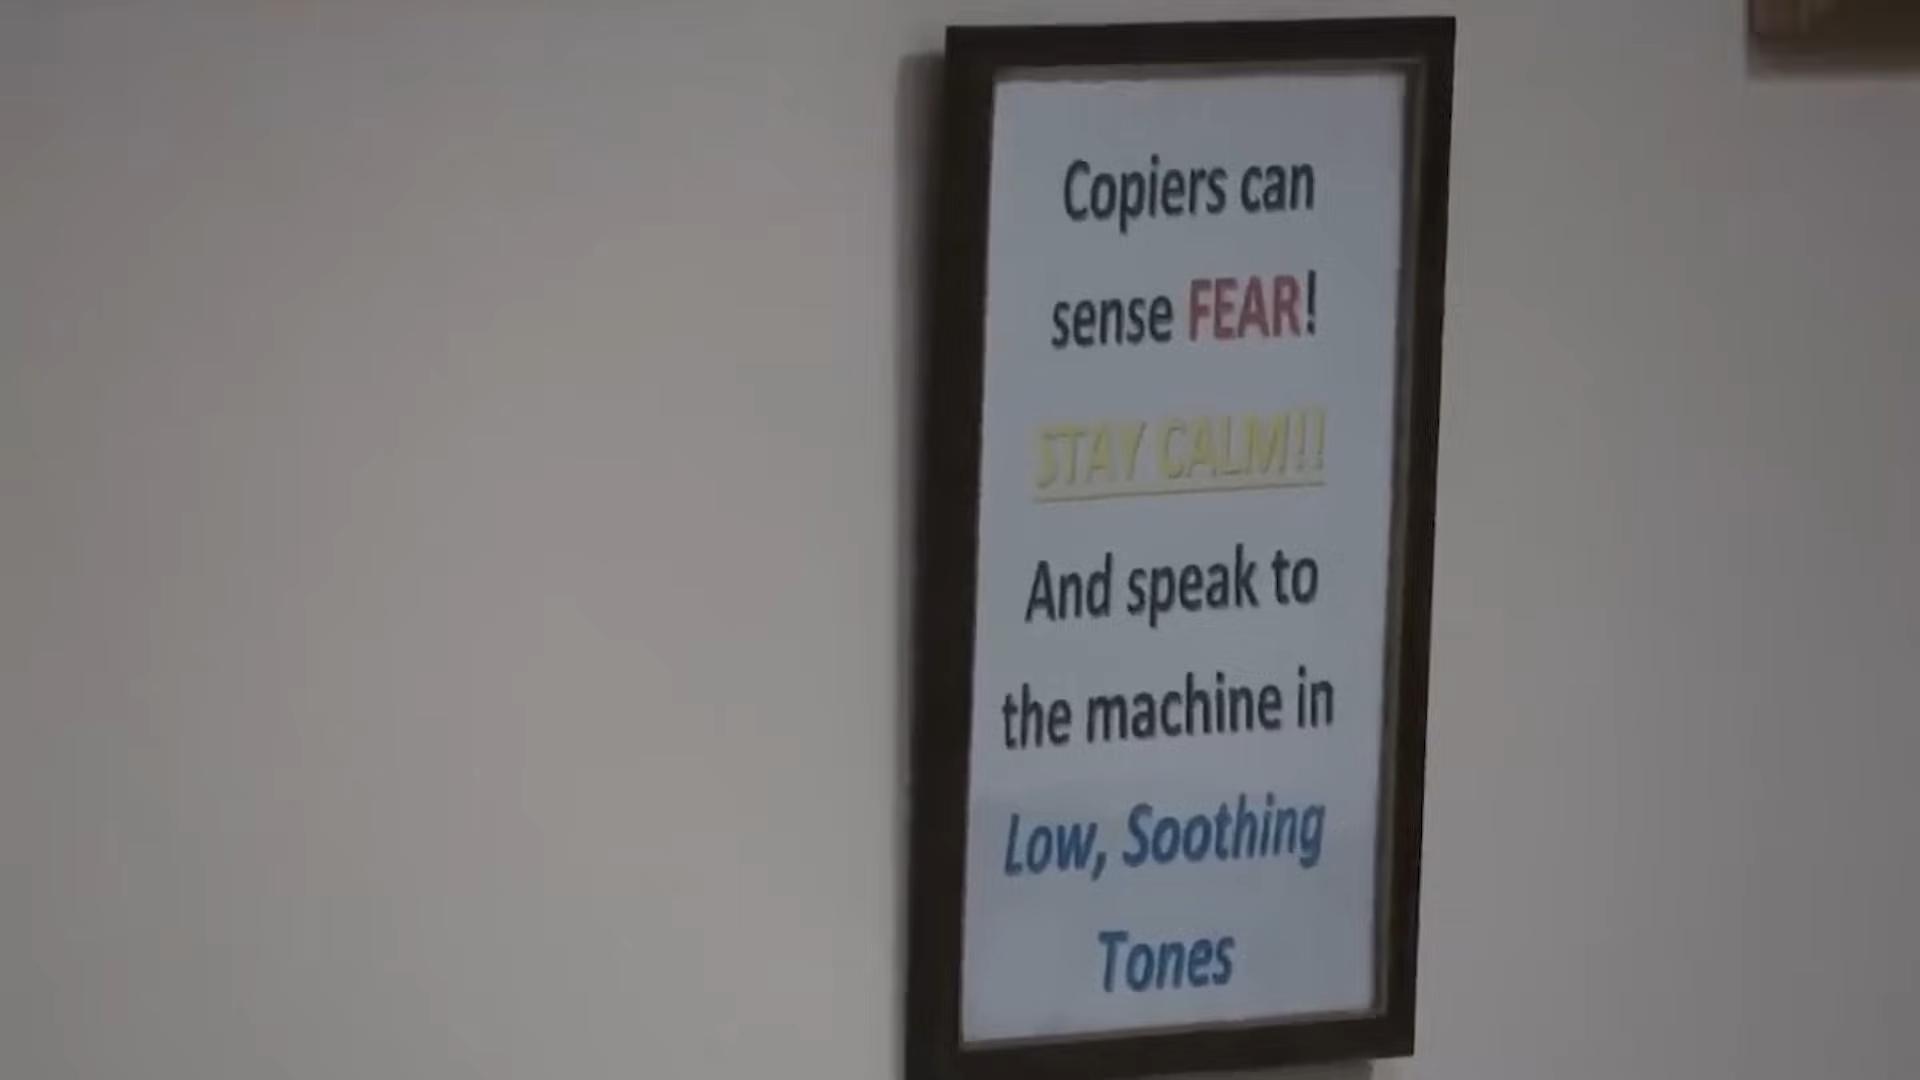 Copiers can
sense FEAR!
STAY CALM!!
And speak to
the machine in
Low, Soothing
Tones